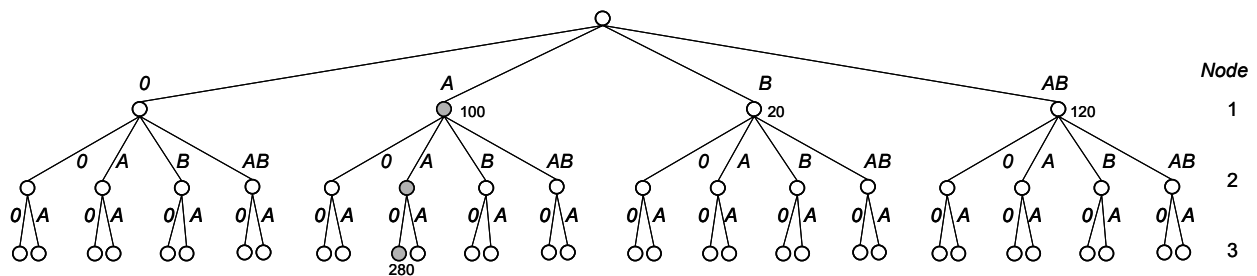 0 A B AB Node
100 20 120 1
0 A B AB 0 A B AB 0 A B AB 0 A B AB 2
0 A 0 A 0 A 0 A 0 A 0 A 0 A 0 A 0 A 0 A 0 A 0 A 0 A 0 A 0 A 0 A
3
280